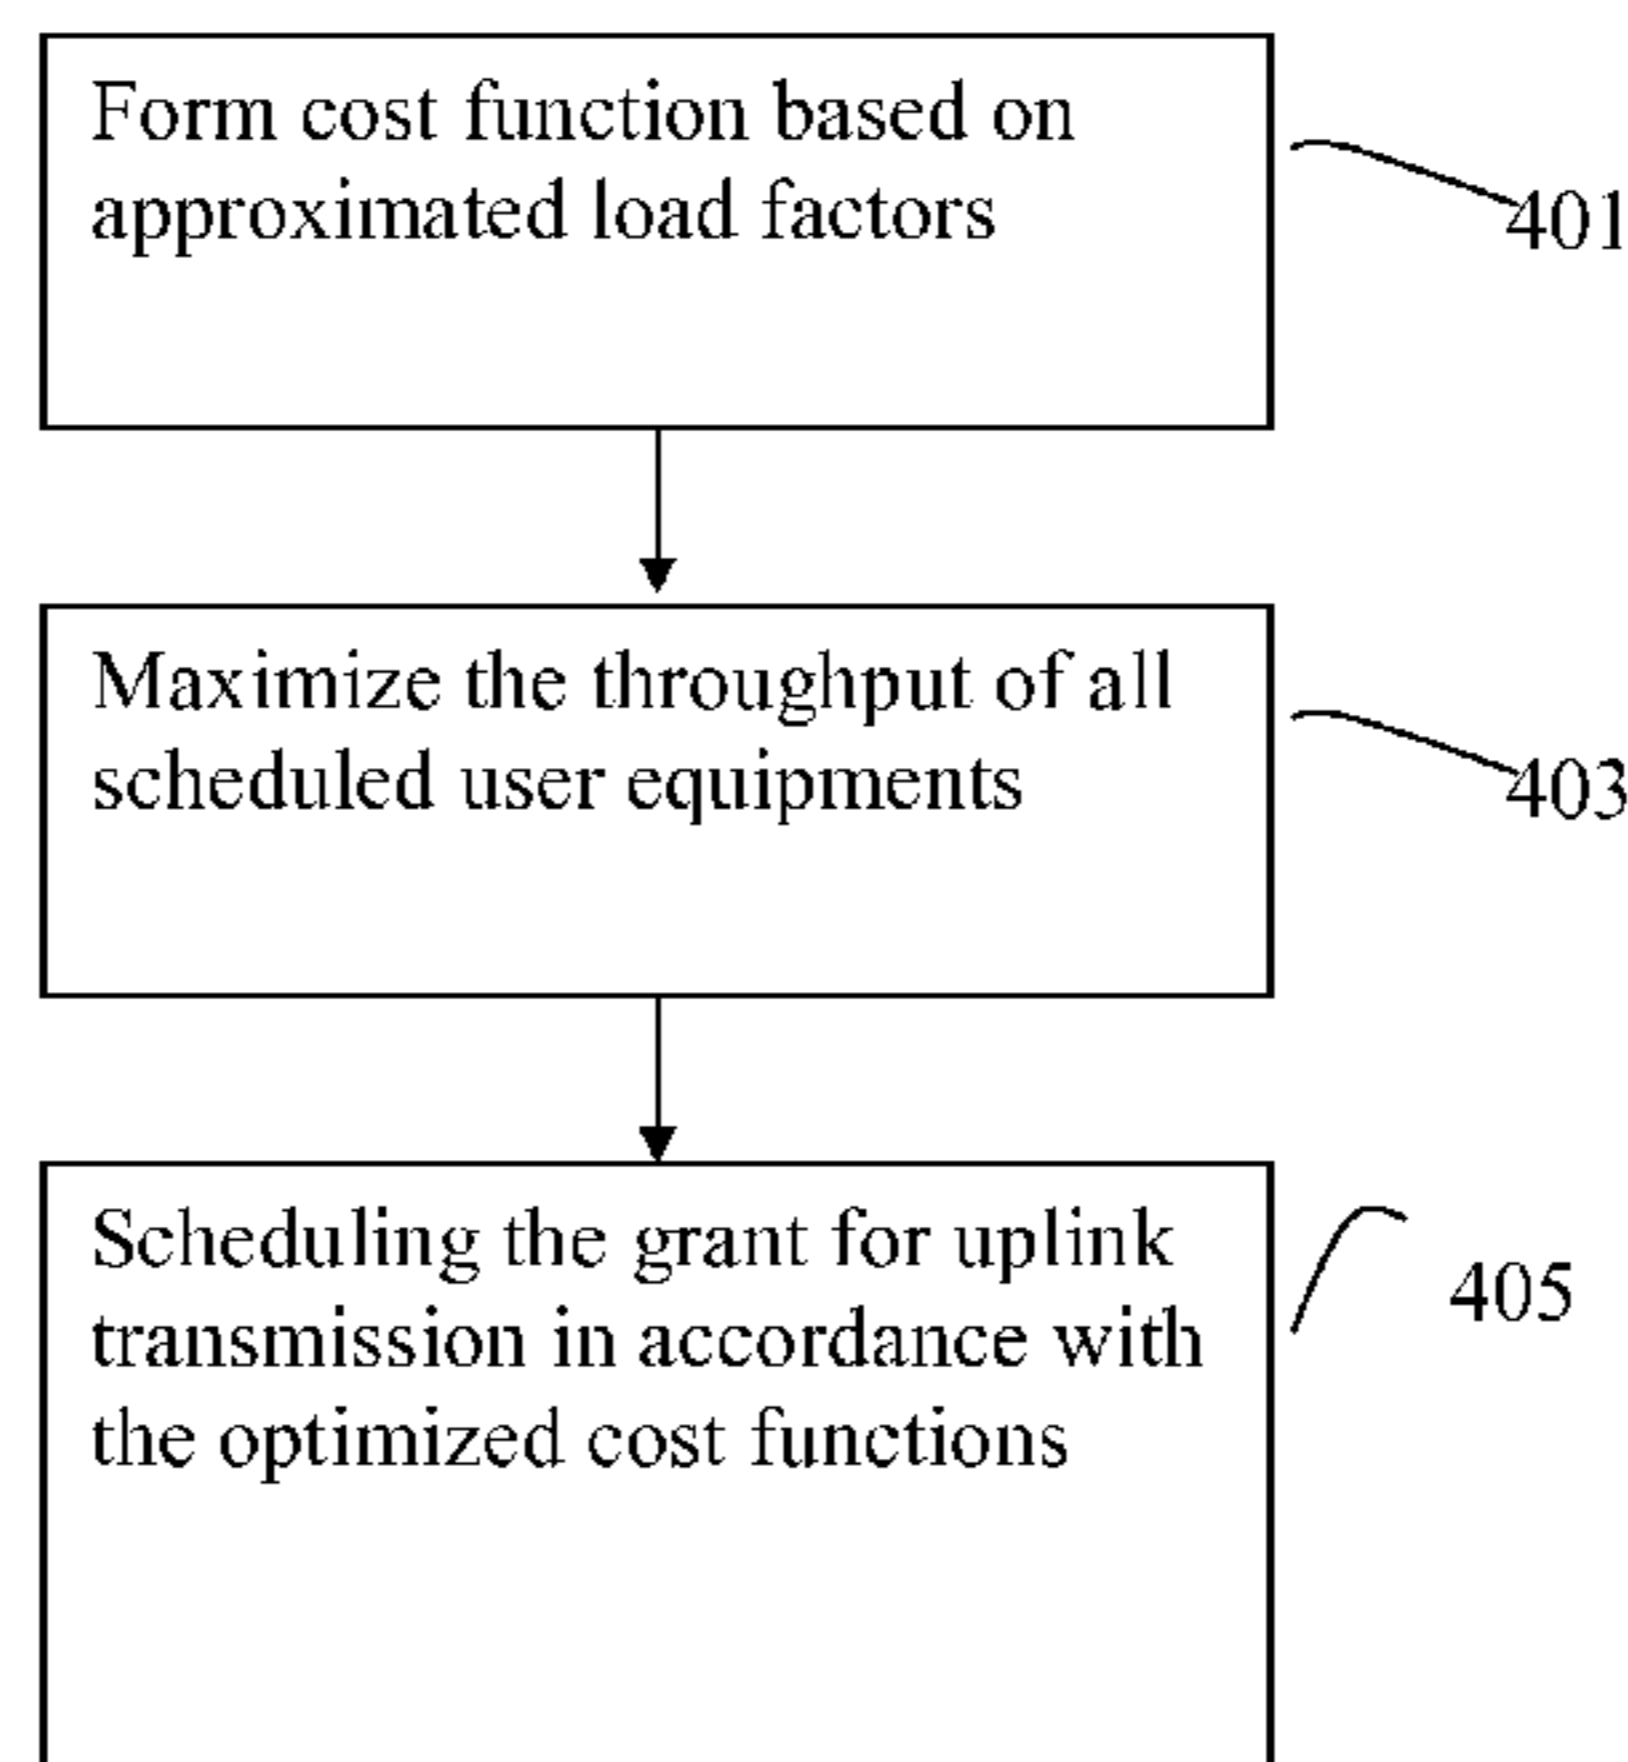 Form cost function based on
approximated load factors
401
Maximize the throughput of all
scheduled user equipments
403
Scheduling the grant for uplink
transmission in accordance with
the optimized cost functions
405